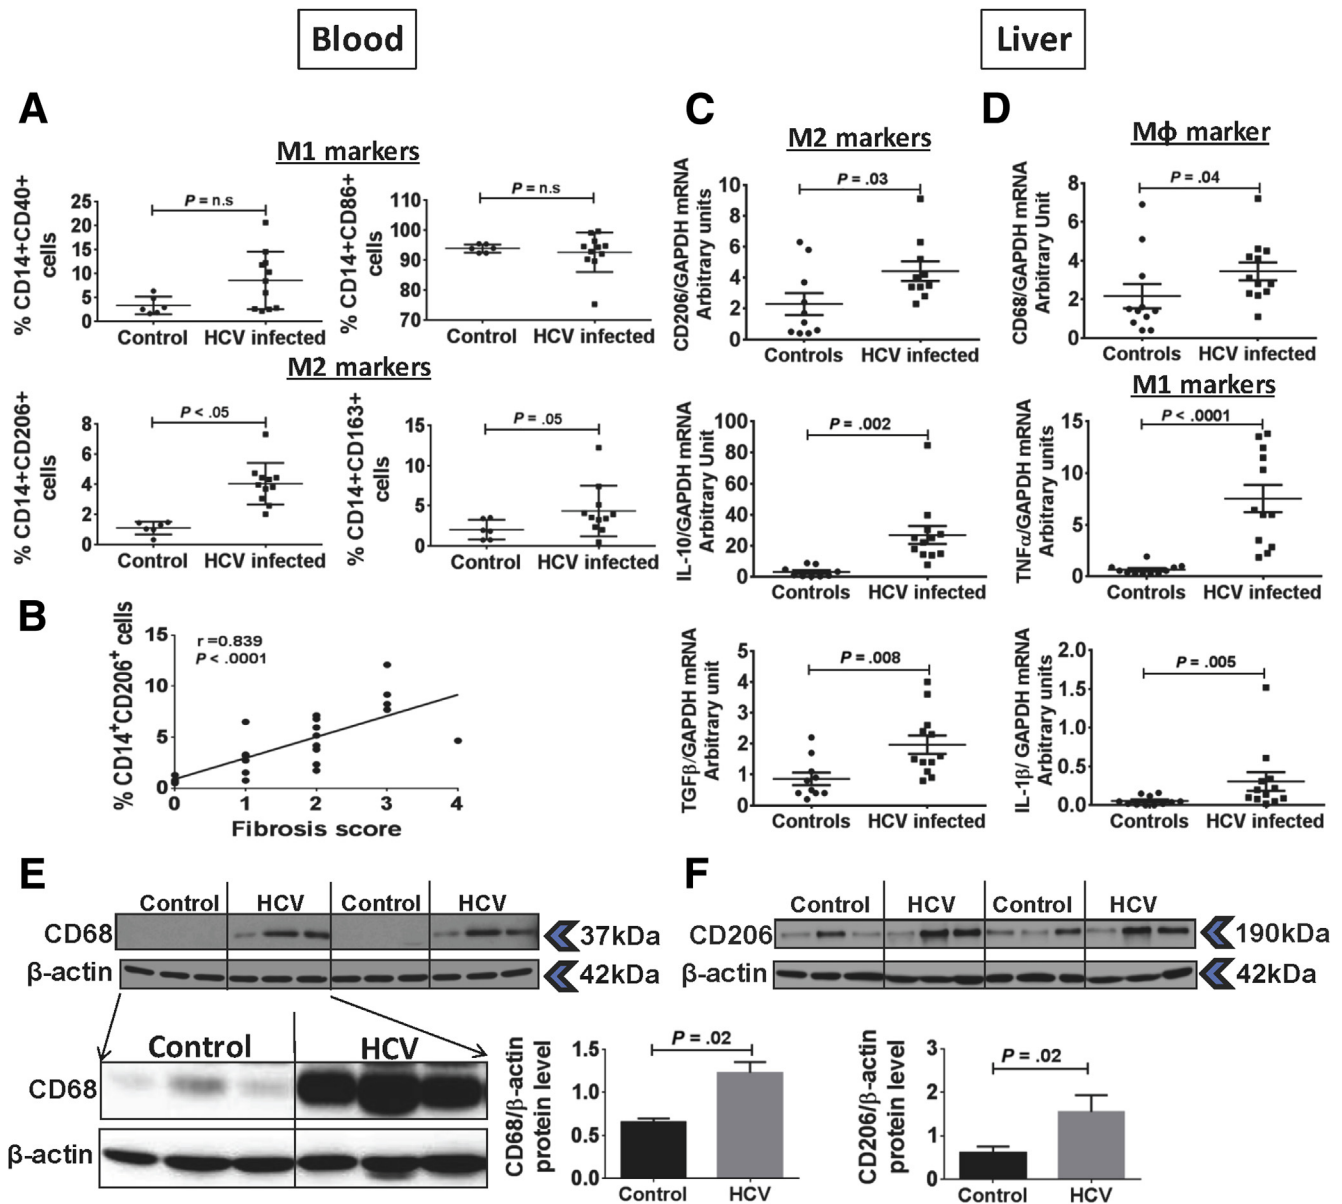 Blood
Liver
A
M1 markers
% CD14+CD40+
cells
25
20
15
10
5
0
P = n.s
Control HCV infected
% CD14+CD86+
cells
110
100
90
80
70
P = n.s
Control HCV infected
M2 markers
% CD14+CD206+
cells
8
6
4
2
0
P < .05
Control HCV infected
% CD14+CD163+
cells
15
10
5
0
P = .05
Control HCV infected
B
% CD14+CD206+ cells
15
10
5
0
r =0.839
P < .0001
0 1 2 3 4
Fibrosis score
C
M2 markers
CD206/GAPDH mRNA
Arbitrary units
10
8
6
4
2
0
P = .03
Controls HCV infected
IL-10/GAPDH mRNA
Arbitrary Unit
100
80
60
40
20
0
P = .002
Controls HCV infected
TGFβ/GAPDH mRNA
Arbitrary unit
5
4
3
2
1
0
P = .008
Controls HCV infected
D
Mϕ marker
CD68/GAPDH mRNA
Arbitrary Unit
8
6
4
2
0
P = .04
Controls HCV infected
M1 markers
TNFα/GAPDH mRNA
Arbitrary units
15
10
5
0
P < .0001
Controls HCV infected
IL-1β/ GAPDH mRNA
Arbitrary units
2.0
1.5
1.0
0.5
0.0
P = .005
Controls HCV infected
E
Control HCV Control HCV
CD68 37kDa
β-actin 42kDa
Control HCV
CD68
β-actin
CD68/β-actin
protein level
1.5
1.0
0.5
0.0
P = .02
Control HCV
F
Control HCV Control HCV
CD206 190kDa
β-actin 42kDa
CD206/β-actin
protein level
3
2
1
0
P = .02
Control HCV